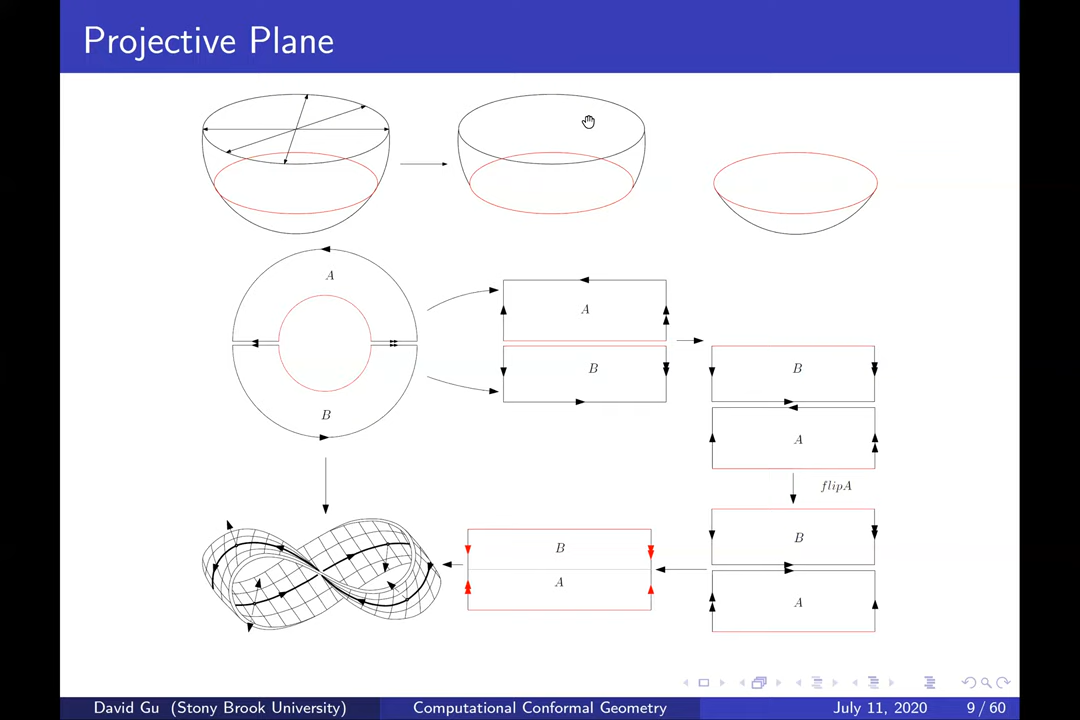 Projective Plane
A
A
B
B
B
A
flipA
B
B
A
A
David Gu (Stony Brook University)
Computational Conformal Geometry
July 11, 2020
9 / 60